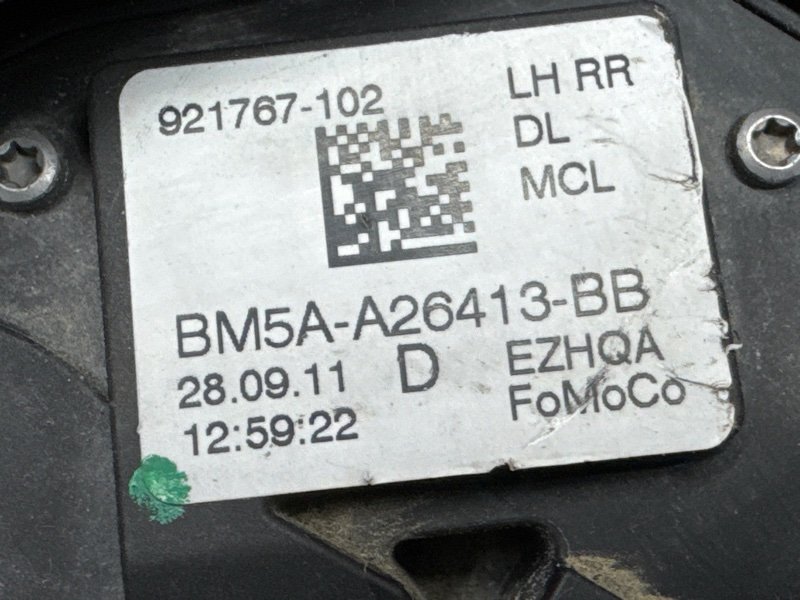 921767-102
LH RR
DL
MCL
BM5A-A26413-BB
28.09.11
D
EZHQA
12:59:22
FoMoCo